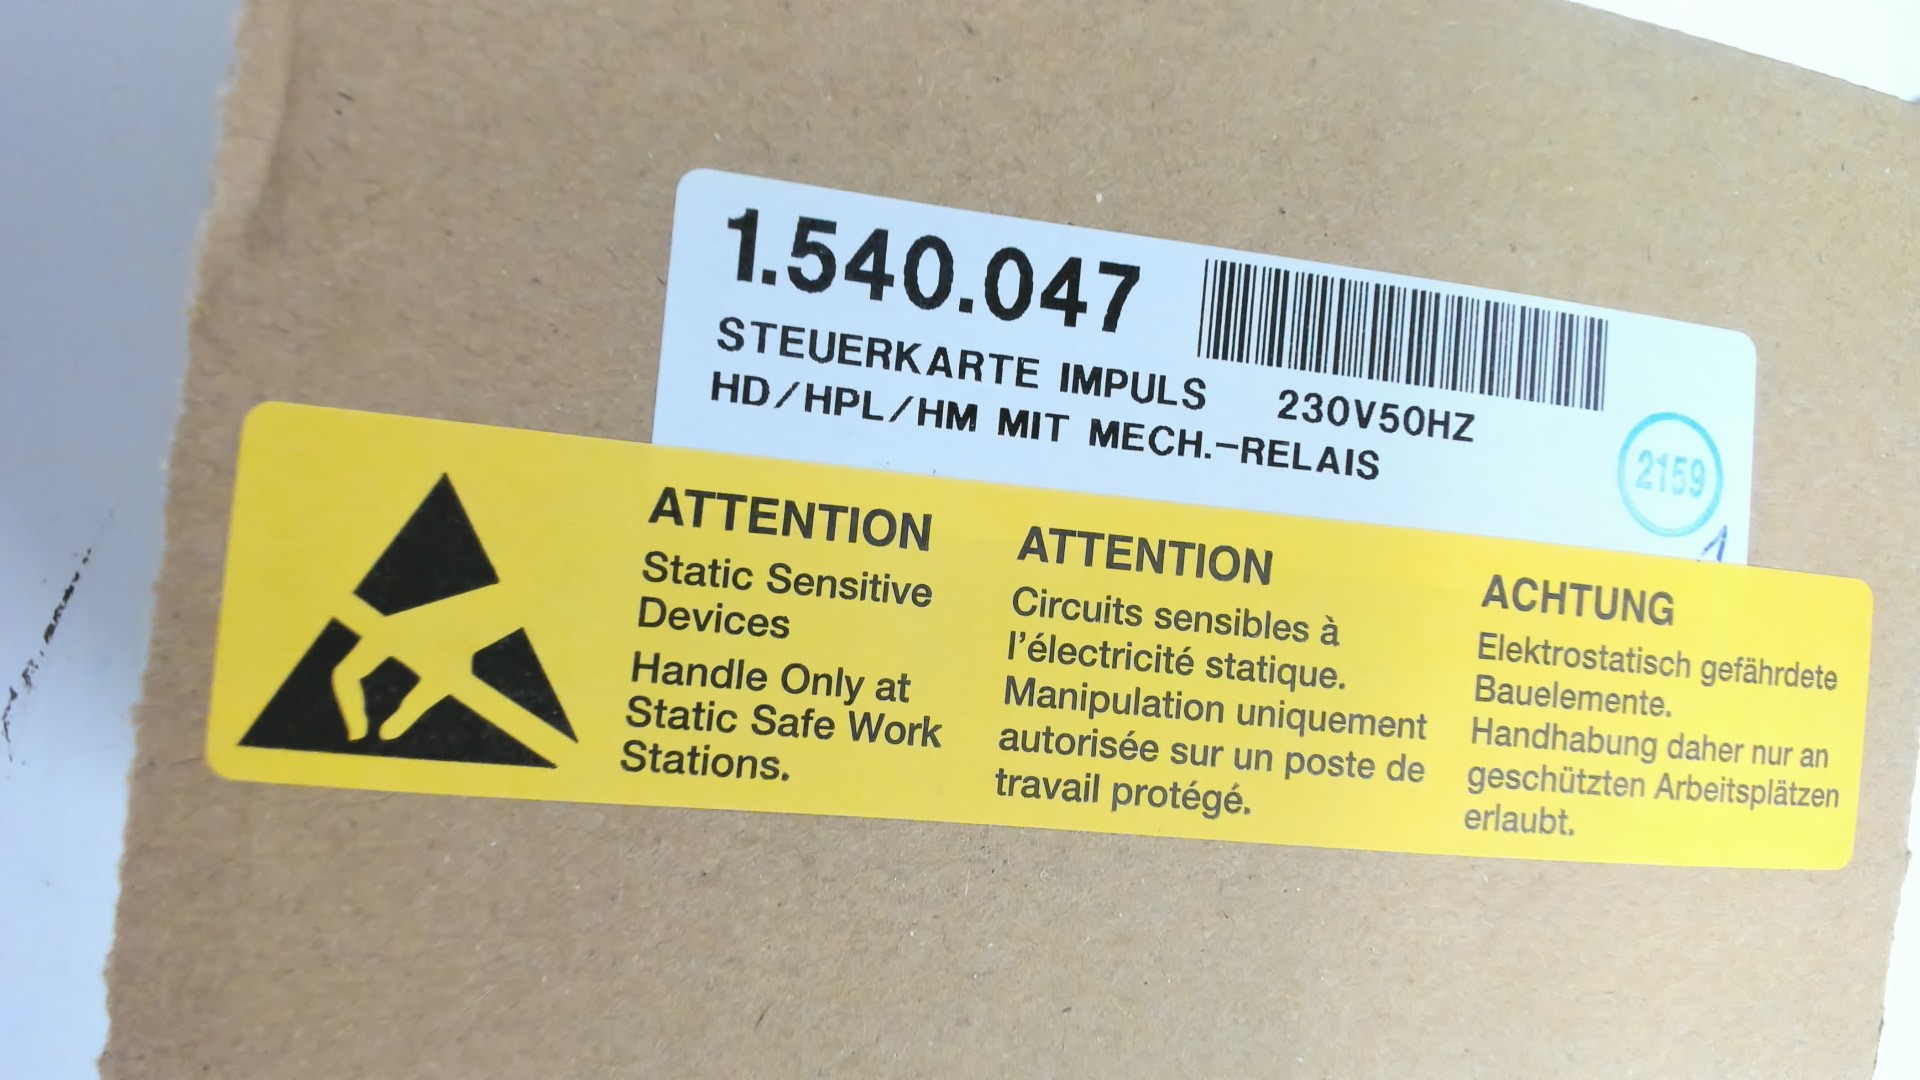 1.540.047
STEUERKARTE IMPULS 230V50HZ
HD/HPL/HM MIT MECH.-RELAIS
2159
ATTENTION
Static Sensitive
Devices
Handle Only at
Static Safe Work
Stations.
ATTENTION
Circuits sensibles à
l'électricité statique.
Manipulation uniquement
autorisée sur un poste de
travail protégé.
ACHTUNG
Elektrostatisch gefährdete
Bauelemente.
Handhabung daher nur an
geschützten Arbeitsplätzen
erlaubt.